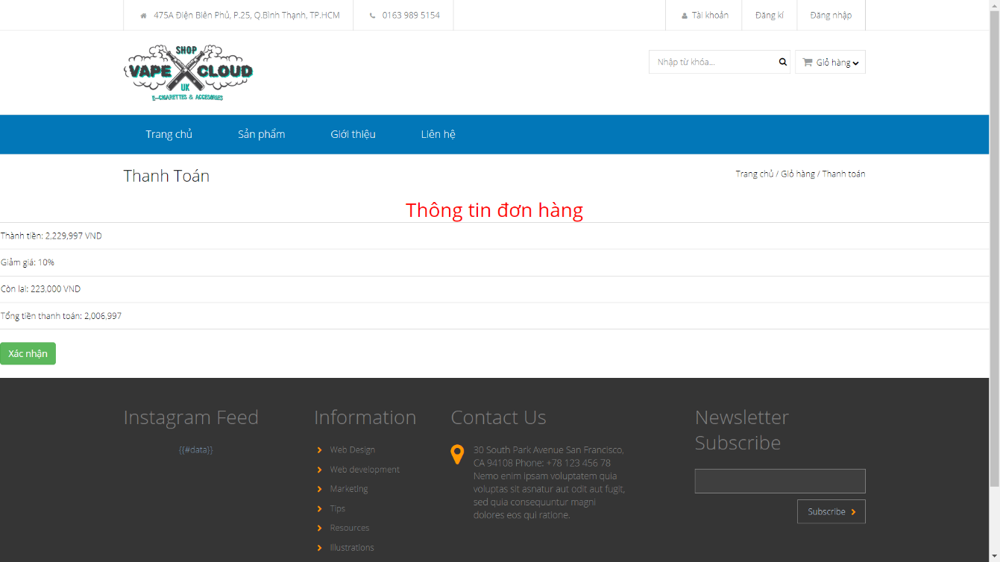 475A Điện Biên Phủ, P.25, Q.Bình Thạnh, TP.HCM
0163 989 5154
Tài khoản
Đăng kí
Đăng nhập
SHOP
VAPE CLOUD
UK
E-CIGARETTES & ACCESORIES
Nhập từ khóa...
Giỏ hàng
Trang chủ
Sản phẩm
Giới thiệu
Liên hệ
Thanh Toán
Trang chủ / Giỏ hàng / Thanh toán
Thông tin đơn hàng
Thành tiền: 2,229,997 VND
Giảm giá: 10%
Còn lại: 223,000 VND
Tổng tiền thanh toán: 2,006,997
Xác nhận
Instagram Feed
{{#data}}
Information
Web Design
Web development
Marketing
Tips
Resources
Illustrations
Contact Us
30 South Park Avenue San Francisco,
CA 94108 Phone: +78 123 456 78
Nemo enim ipsam voluptatem quia
voluptas sit asnatur aut odit aut fugit,
sed quia consequuntur magni
dolores eos qui ratione.
Newsletter
Subscribe
Subscribe